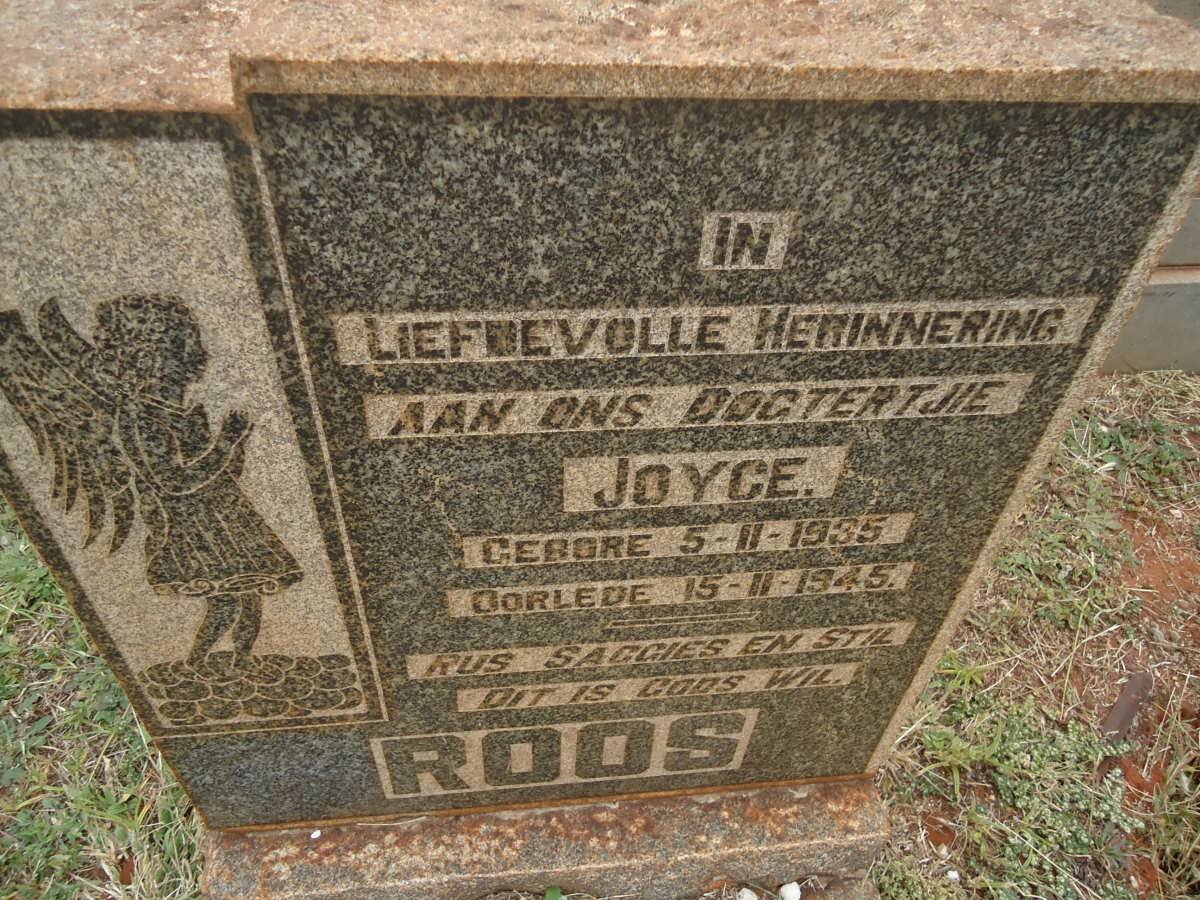 IN
LIEFDEVOLLE HERINNERING
AAN ONS DOGTERTJIE
JOYCE.
GEBORE 5-11-1935
OORLEDE 15-11-1945.
RUS SAGGIES EN STIL
DIT IS GODS WIL.
ROOS